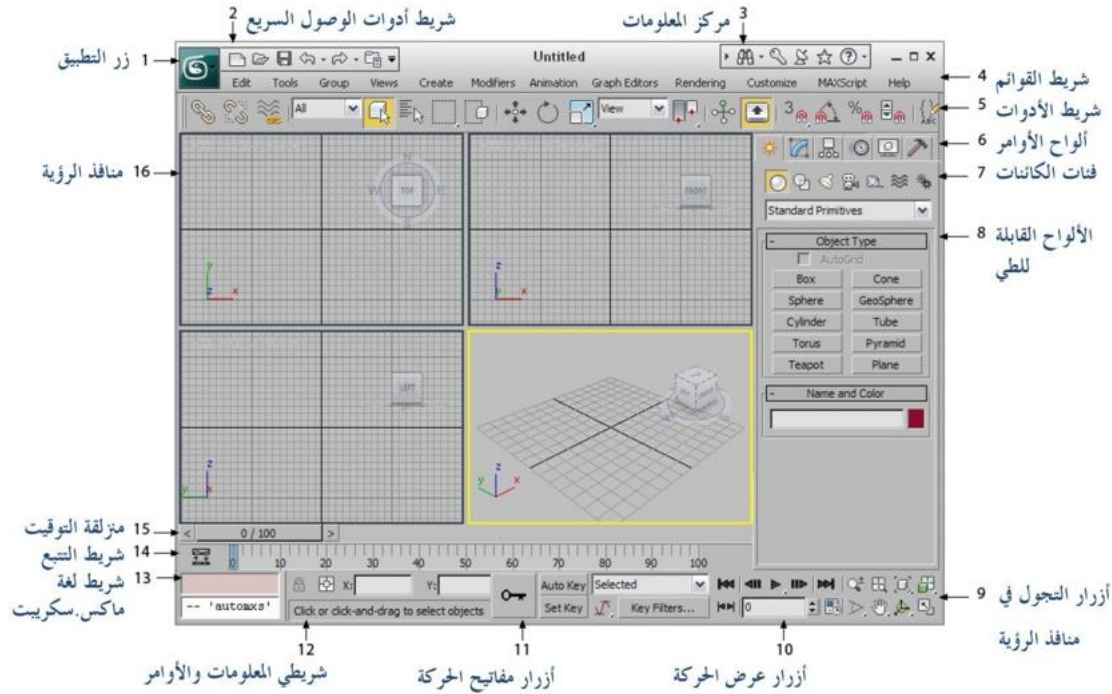 2 شريط أدوات الوصول السريع
3 مركز المعلومات
1 زر التطبيق
Untitled
4 شريط القوائم
Edit Tools Group Views Create Modifiers Animation Graph Editors Rendering Customize MAXScript Help
5 شريط الأدوات
All View 3 % ABC
6 ألواح الأوامر
16 منافذ الرؤية
N W TOP E
FRONT
7 فئات الكائنات
Standard Primitives
8 الألواح القابلة
للطي
- Object Type
AutoGrid
Box Cone
Sphere GeoSphere
Cylinder Tube
Torus Pyramid
Teapot Plane
- Name and Color
y z x
z y x
LEFT
z y x
z y x
15 منزلقة التوقيت
< 0 / 100 >
14 شريط التتبع
0 10 20 30 40 50 60 70 80 90 100
13 شريط لغة
ماكس.سكريبت
X: Y: Auto Key Selected
-- 'automxs' Click or click-and-drag to select objects Set Key Key Filters... 0
9 أزرار التجول في
منافذ الرؤية
12
شريطي المعلومات والأوامر
11
أزرار مفاتيح الحركة
10
أزرار عرض الحركة